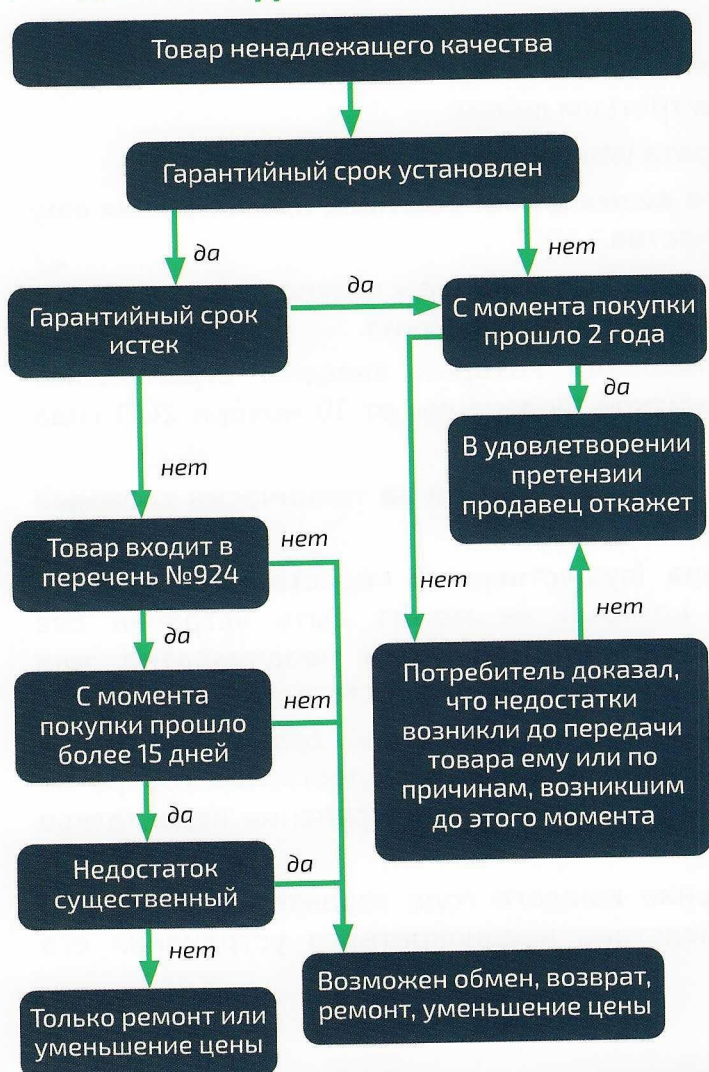 Товар ненадлежащего качества
Гарантийный срок установлен
да
нет
Гарантийный срок
истек
да
С момента покупки
прошло 2 года
да
В удовлетворении
претензии
продавец откажет
нет
Товар входит в
перечень №924
нет
нет
нет
да
Потребитель доказал,
что недостатки
возникли до передачи
товара ему или по
причинам, возникшим
до этого момента
С момента
покупки прошло
более 15 дней
нет
да
Недостаток
существенный
да
нет
Возможен обмен, возврат,
ремонт, уменьшение цены
Только ремонт или
уменьшение цены